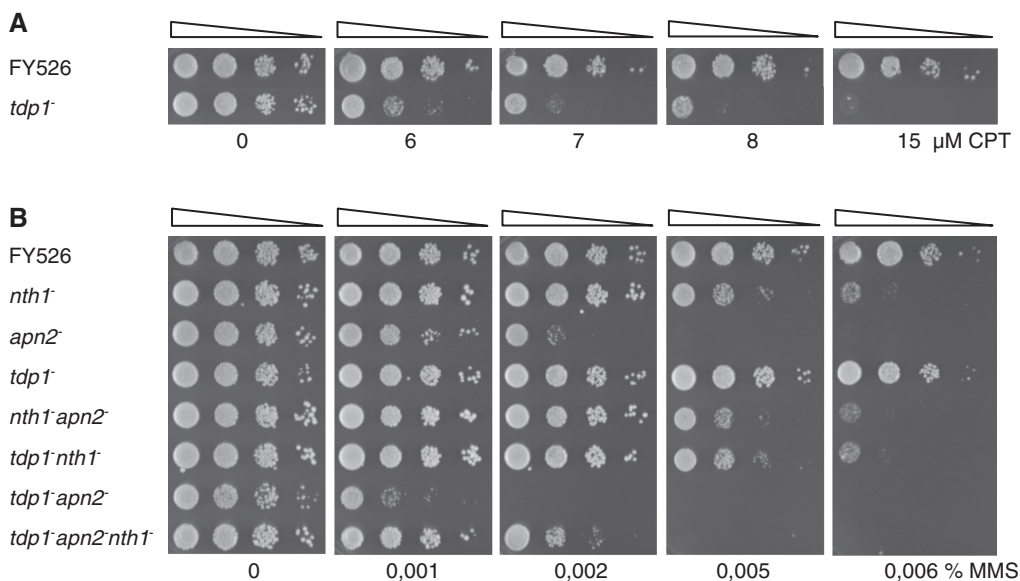 A
FY526
tdp1⁻
0 6 7 8 15 µM CPT
B
FY526
nth1⁻
apn2⁻
tdp1⁻
nth1⁻apn2⁻
tdp1⁻nth1⁻
tdp1⁻apn2⁻
tdp1⁻apn2⁻nth1⁻
0 0,001 0,002 0,005 0,006 % MMS